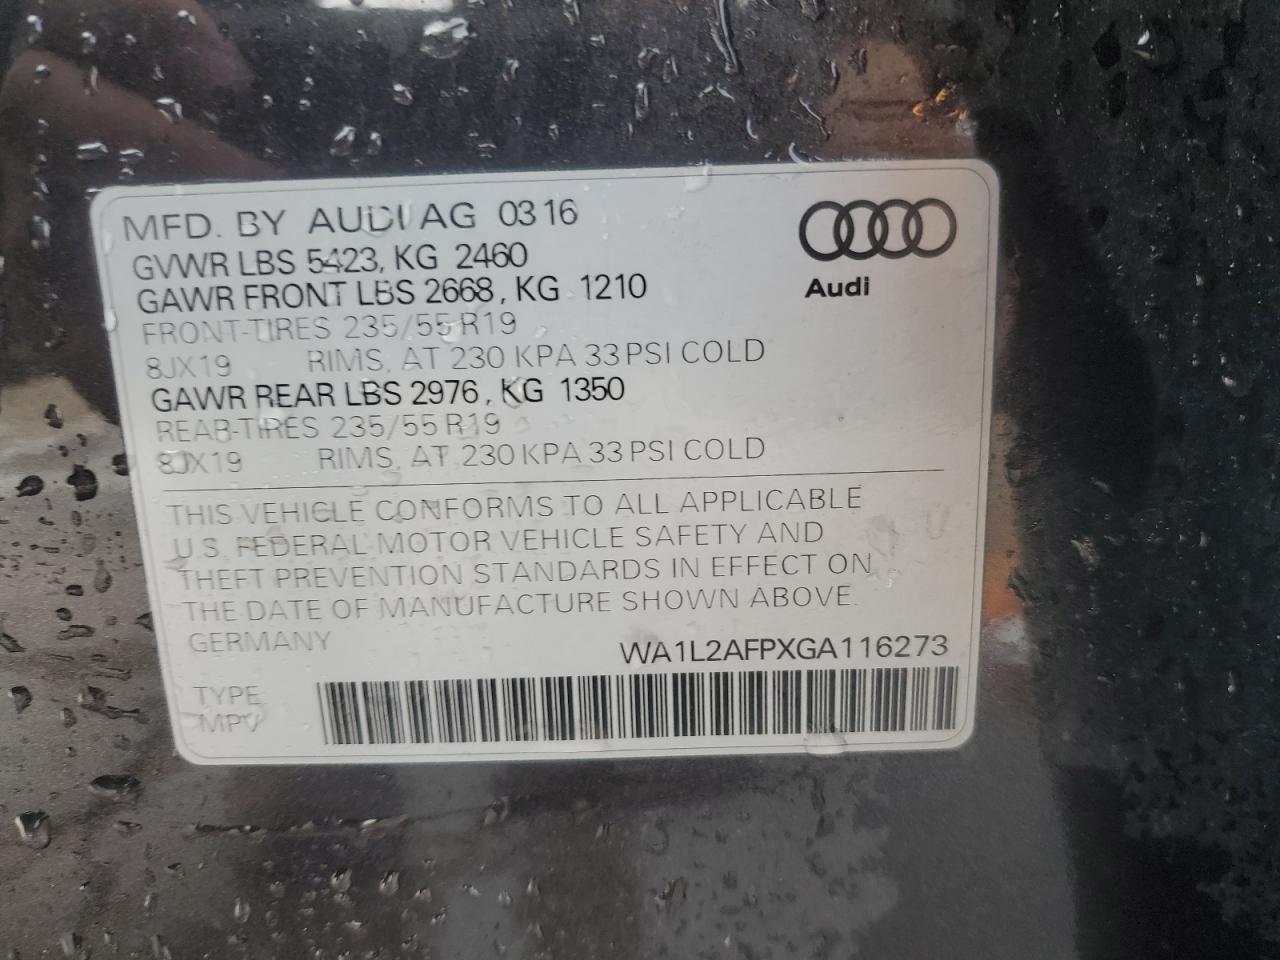 MFD. BY AUDI AG 03 16
Audi
GVWR LBS 5423, KG 2460
GAWR FRONT LBS 2668, KG 1210
FRONT-TIRES 235/55 R19
8JX19 RIMS, AT 230 KPA 33 PSI COLD
GAWR REAR LBS 2976, KG 1350
REAR-TIRES 235/55 R19
8JX19 RIMS, AT 230 KPA 33 PSI COLD
THIS VEHICLE CONFORMS TO ALL APPLICABLE
U.S. FEDERAL MOTOR VEHICLE SAFETY AND
THEFT PREVENTION STANDARDS IN EFFECT ON
THE DATE OF MANUFACTURE SHOWN ABOVE.
GERMANY WA1L2AFPXGA116273
TYPE
MPV